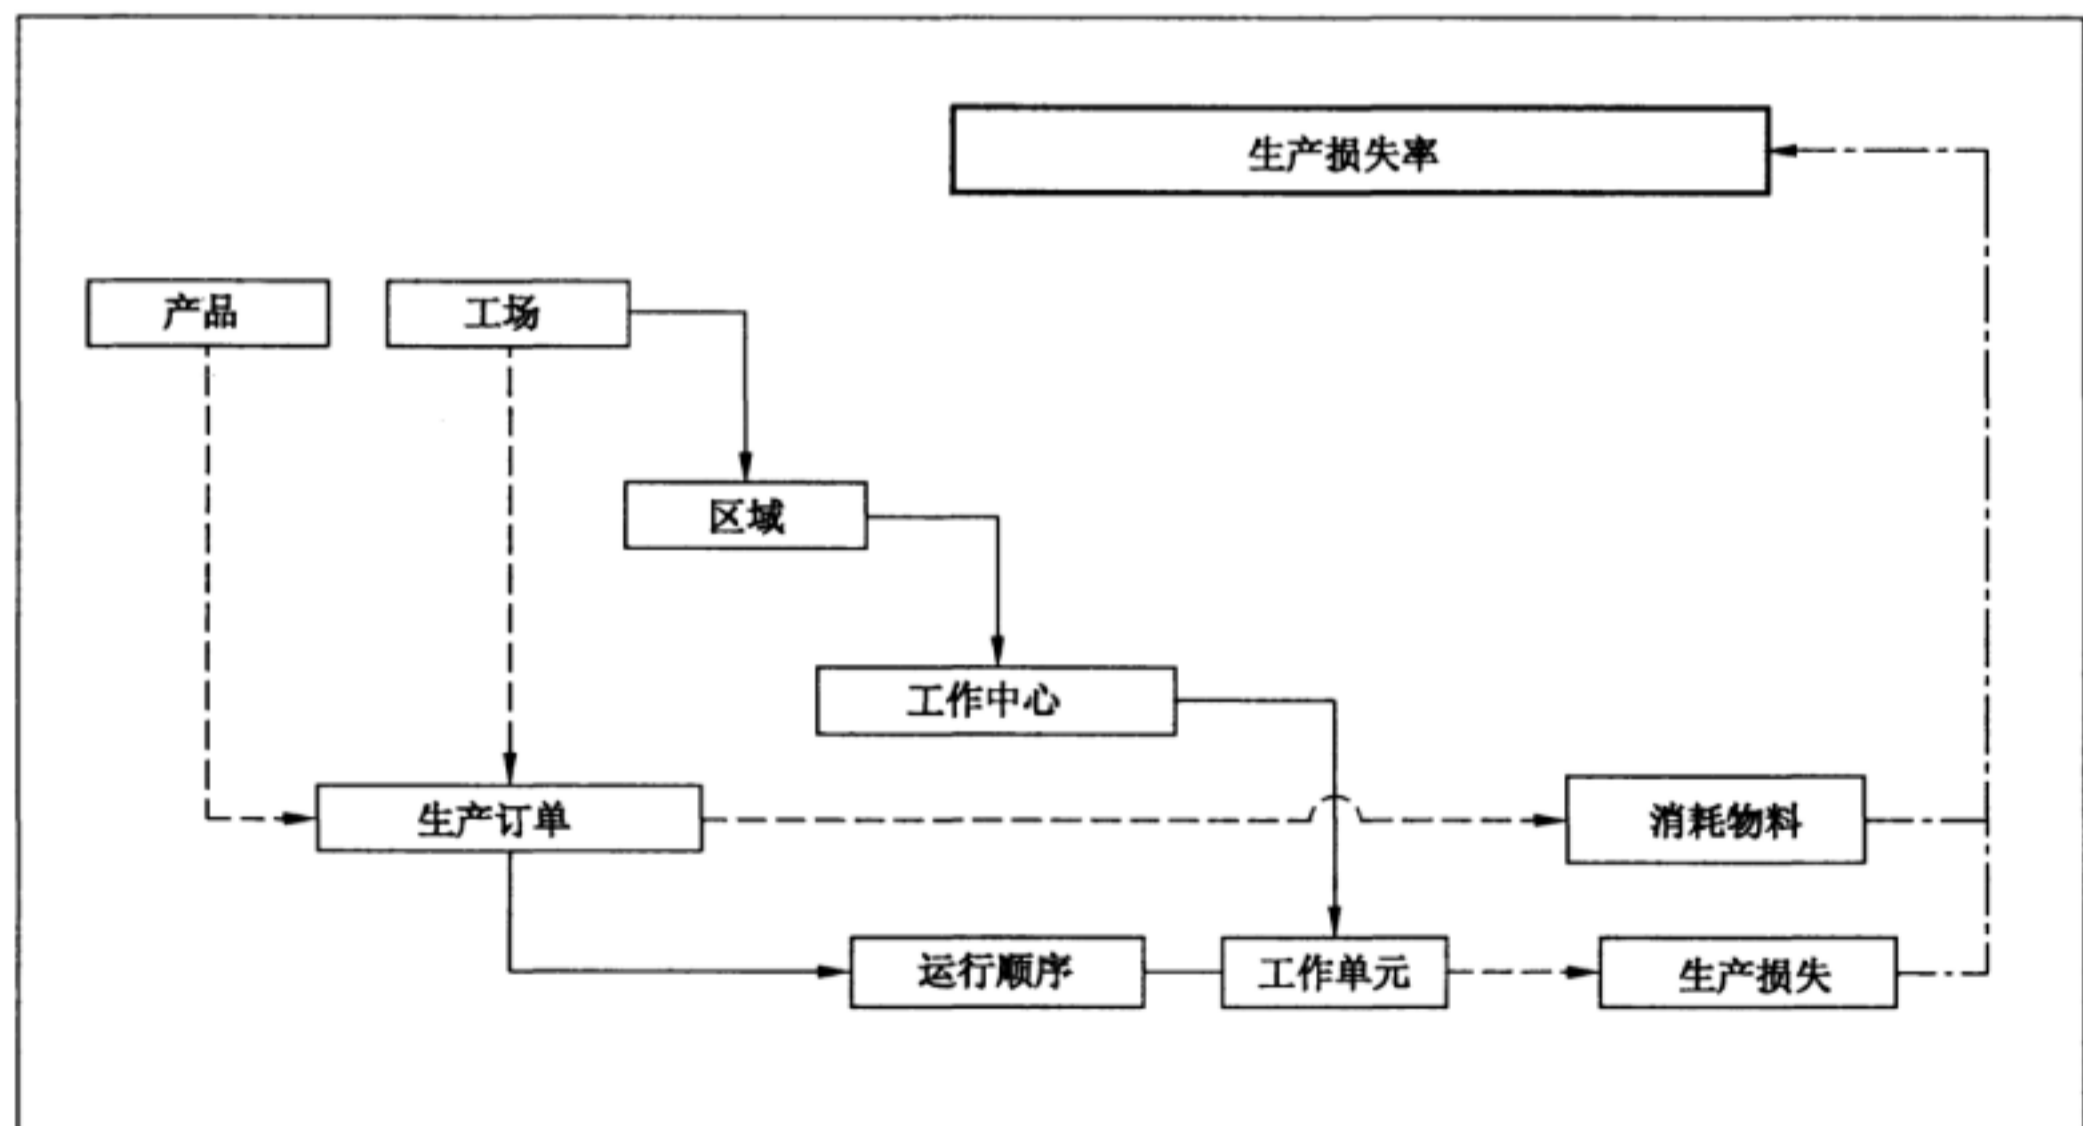 生产损失率
产品
工场
区域
工作中心
生产订单
消耗物料
运行顺序
工作单元
生产损失